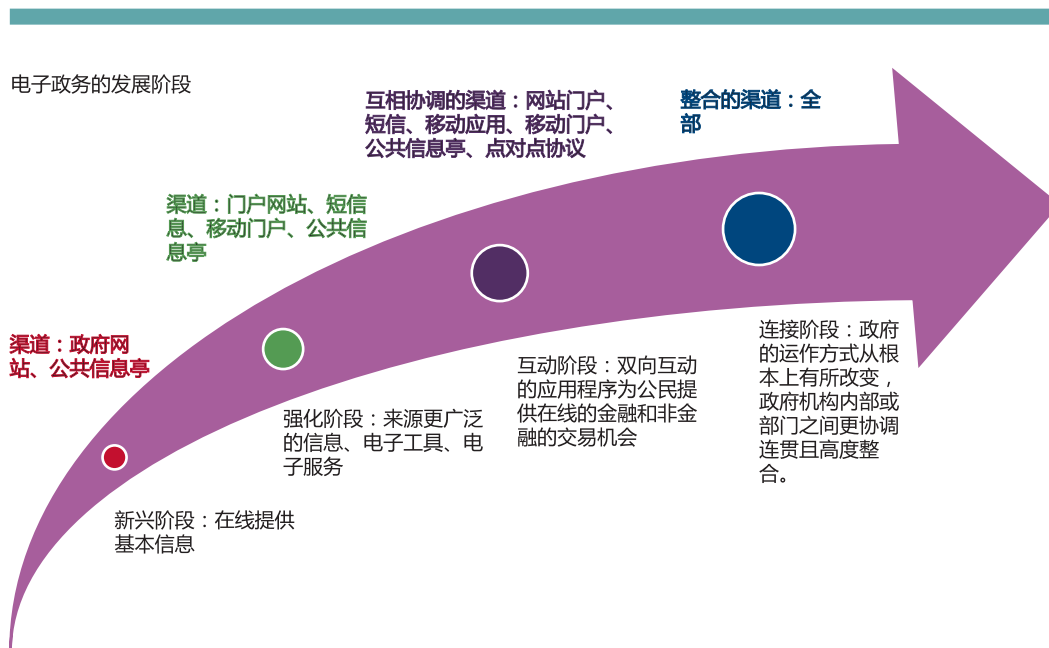 电子政务的发展阶段
互相协调的渠道：网站门户、
短信、移动应用、移动门户、
公共信息亭、点对点协议
整合的渠道：全
部
渠道：门户网站、短信
息、移动门户、公共信
息亭
渠道：政府网
站、公共信息亭
连接阶段：政府
的运作方式从根
本上有所改变，
政府机构内部或
部门之间更协调
连贯且高度整
合。
互动阶段：双向互动
的应用程序为公民提
供在线的金融和非金
融的交易机会
强化阶段：来源更广泛
的信息、电子工具、电
子服务
新兴阶段：在线提供
基本信息